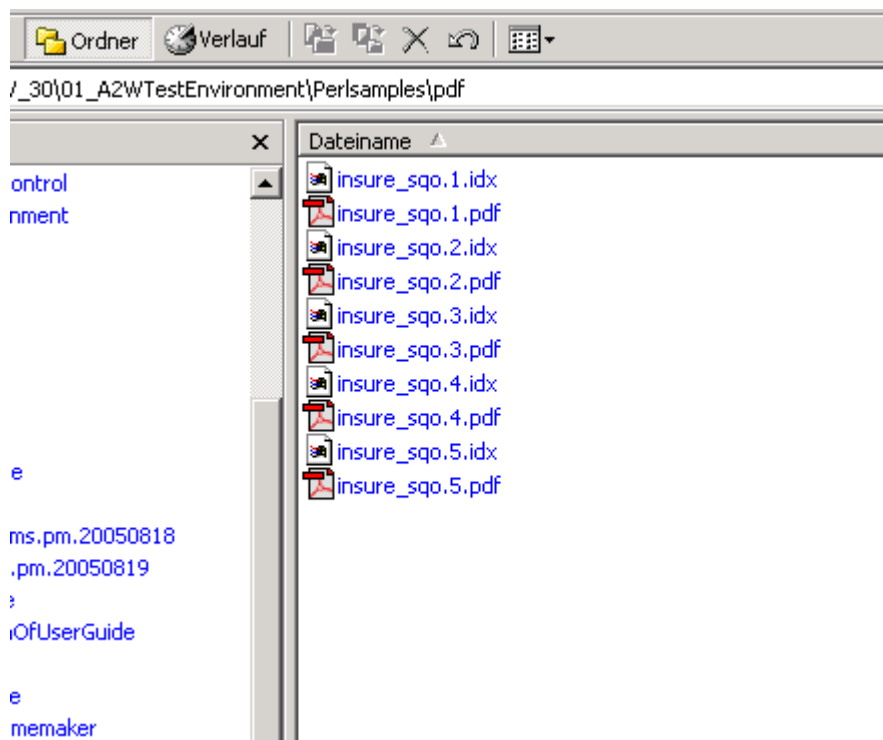 Ordner Verlauf
_30\01_A2WTestEnvironment\Perlsamples\pdf
Dateiname
ontrol
nment
e
ms.pm.20050818
.pm.20050819
OfUserGuide
e
memaker
insure_sqo.1.idx
insure_sqo.1.pdf
insure_sqo.2.idx
insure_sqo.2.pdf
insure_sqo.3.idx
insure_sqo.3.pdf
insure_sqo.4.idx
insure_sqo.4.pdf
insure_sqo.5.idx
insure_sqo.5.pdf